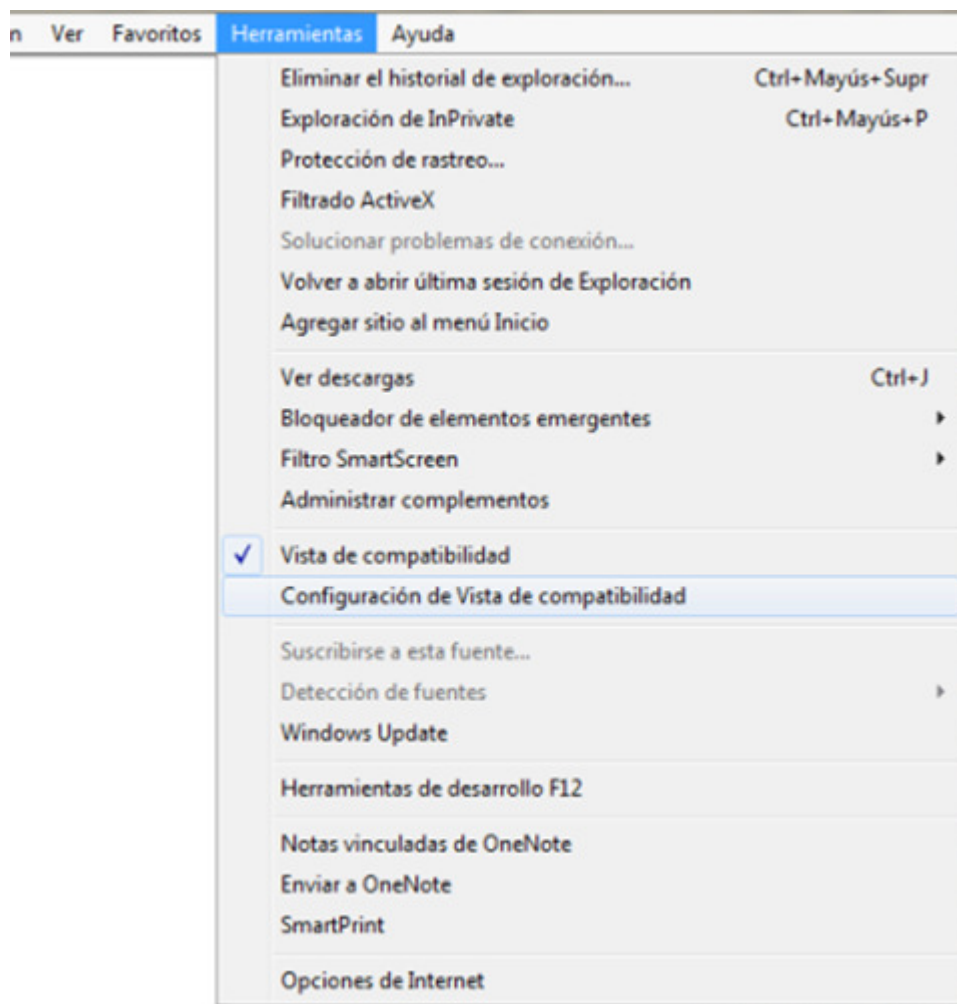 n Ver Favoritos Herramientas Ayuda
Eliminar el historial de exploración... Ctrl+Mayús+Supr
Exploración de InPrivate Ctrl+Mayús+P
Protección de rastreo...
Filtrado ActiveX
Solucionar problemas de conexión...
Volver a abrir última sesión de Exploración
Agregar sitio al menú Inicio
Ver descargas Ctrl+J
Bloqueador de elementos emergentes
Filtro SmartScreen
Administrar complementos
Vista de compatibilidad
Configuración de Vista de compatibilidad
Suscribirse a esta fuente...
Detección de fuentes
Windows Update
Herramientas de desarrollo F12
Notas vinculadas de OneNote
Enviar a OneNote
SmartPrint
Opciones de Internet